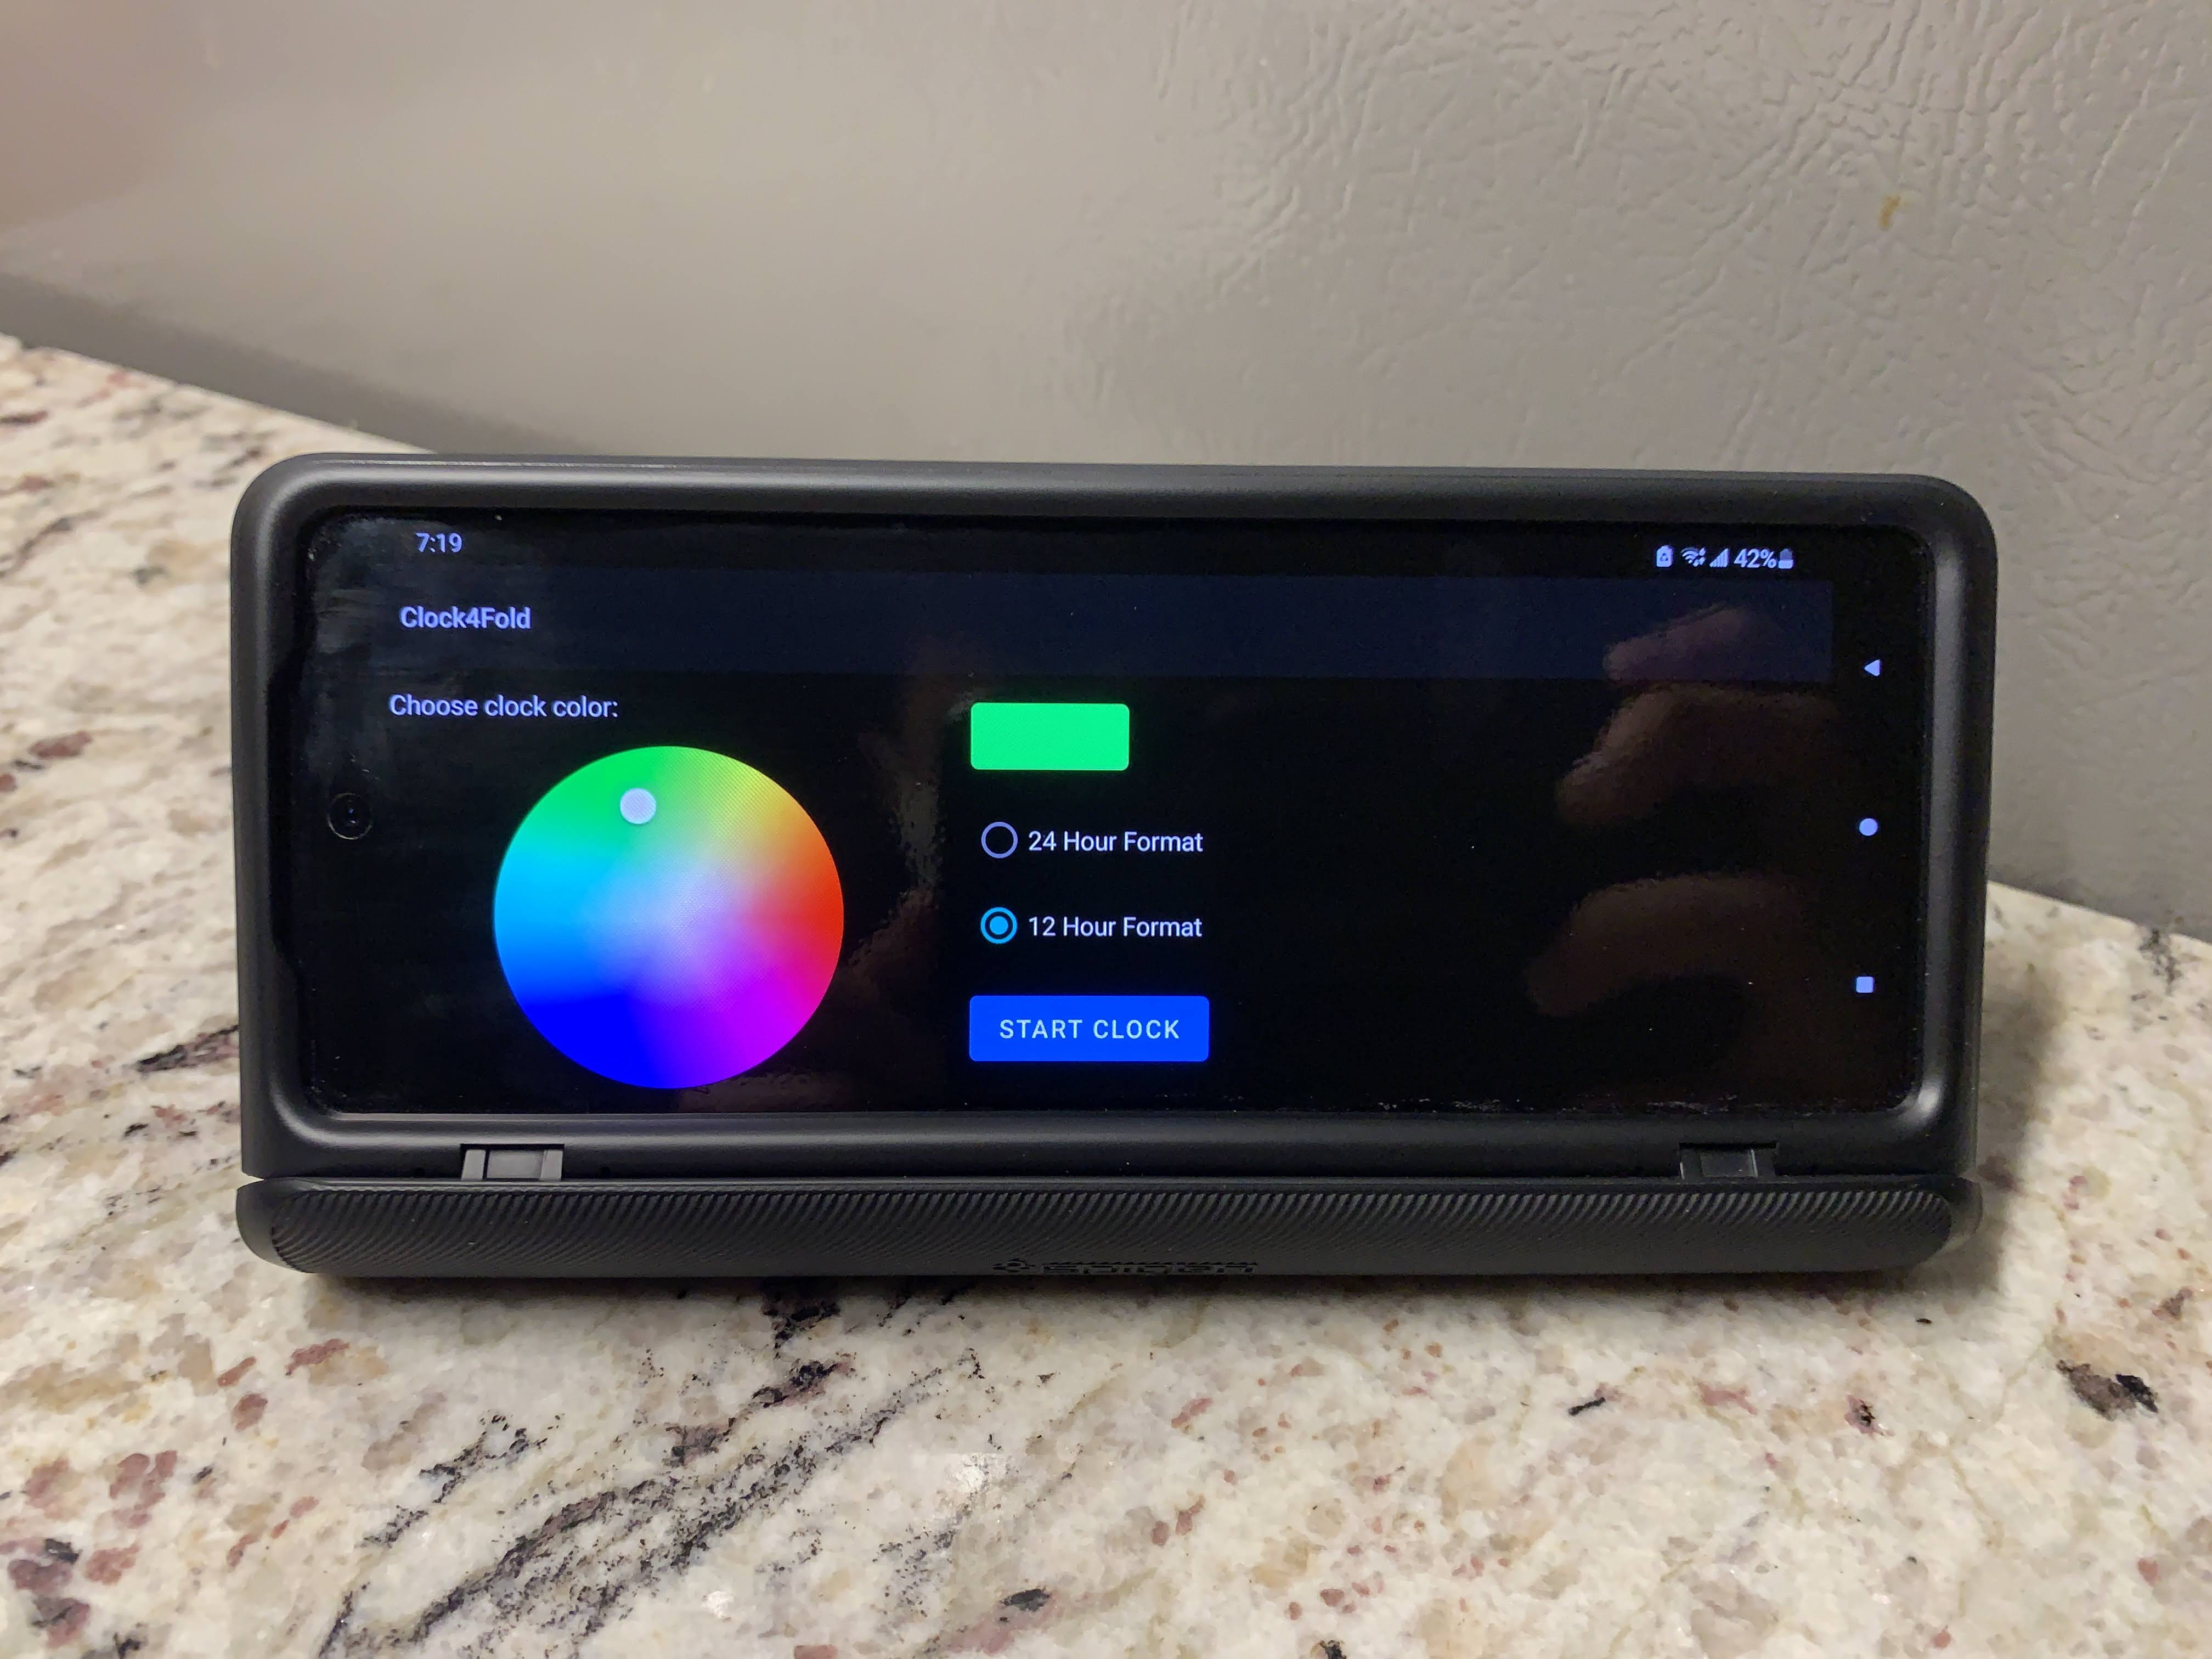 7:19
42%
Clock4Fold
Choose clock color:
24 Hour Format
12 Hour Format
START CLOCK